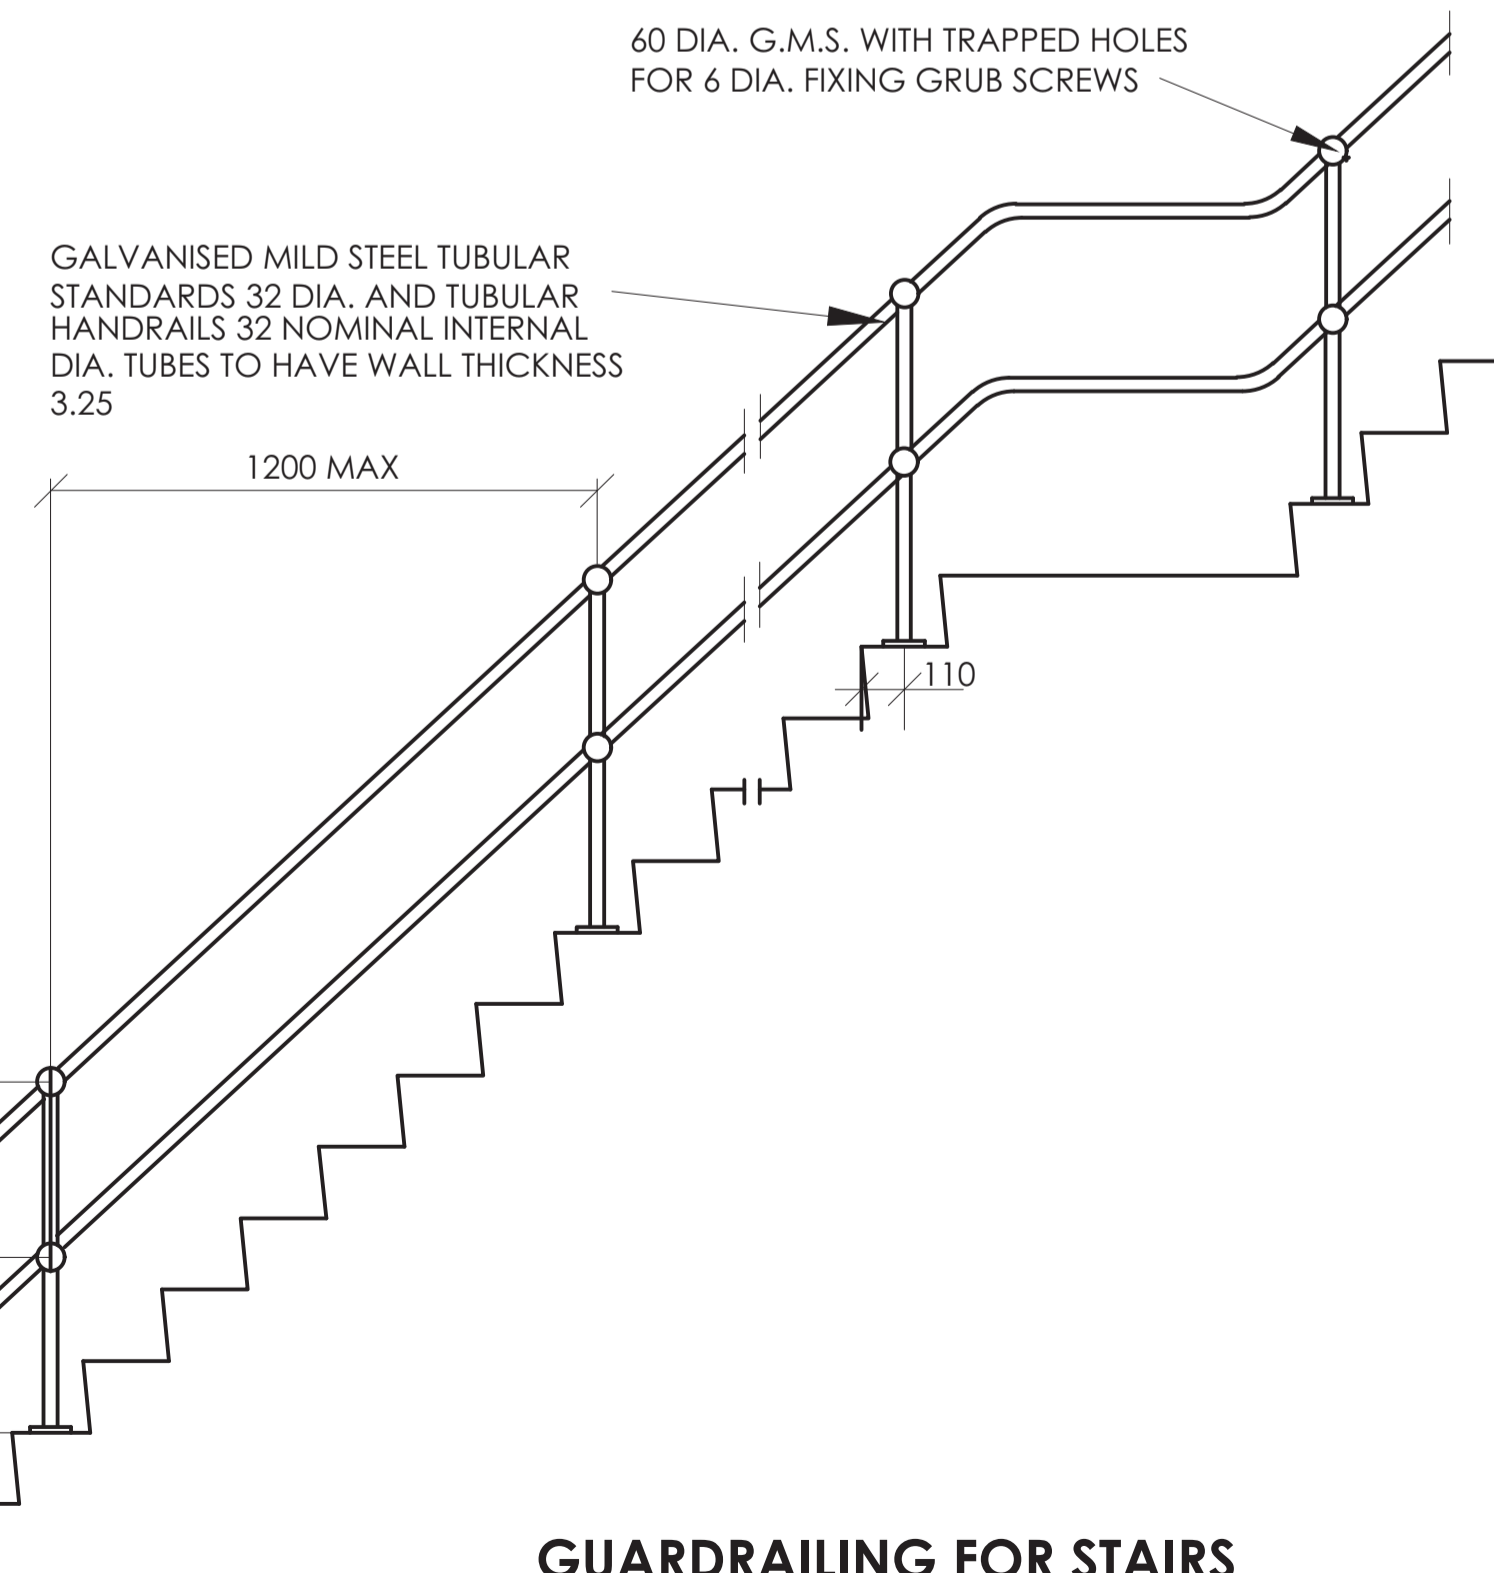 60 DIA. G.M.S. WITH TRAPPED HOLES
FOR 6 DIA. FIXING GRUB SCREWS
GALVANISED MILD STEEL TUBULAR
STANDARDS 32 DIA. AND TUBULAR
HANDRAILS 32 NOMINAL INTERNAL
DIA. TUBES TO HAVE WALL THICKNESS
3.25
1200 MAX
110
GUARDRAILING FOR STAIRS